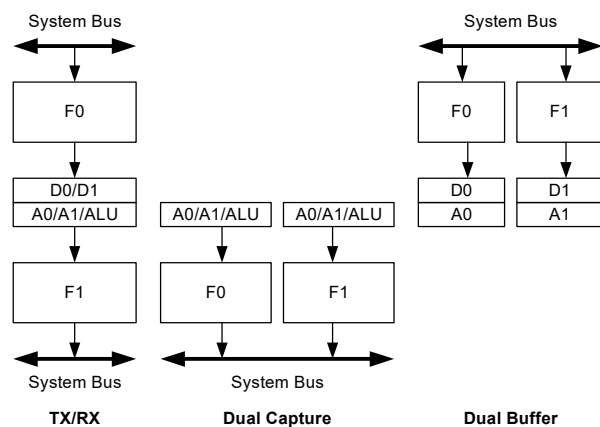 System Bus
F0
D0/D1
A0/A1/ALU
F1
System Bus
TX/RX
A0/A1/ALU
A0/A1/ALU
F0
F1
System Bus
Dual Capture
System Bus
F0
F1
D0
D1
A0
A1
Dual Buffer